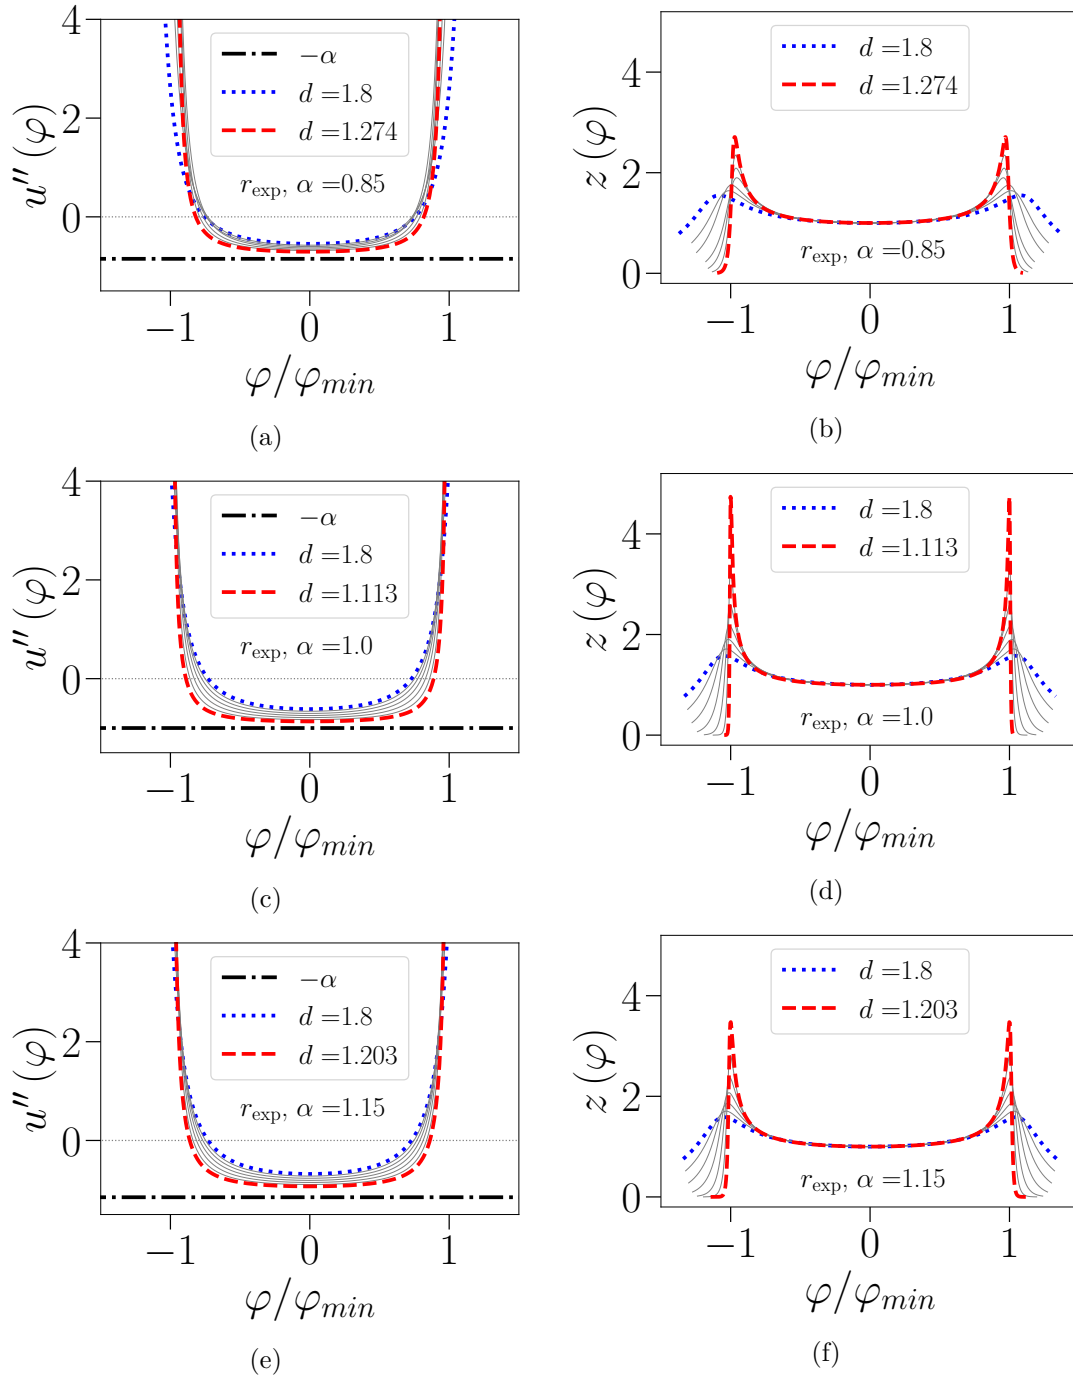 u″(φ)
4
2
0
−α
d = 1.8
d = 1.274
r_exp, α = 0.85
−1 0 1
φ/φ_min
(a)
z(φ)
4
2
0
d = 1.8
d = 1.274
r_exp, α = 0.85
−1 0 1
φ/φ_min
(b)
u″(φ)
4
2
0
−α
d = 1.8
d = 1.113
r_exp, α = 1.0
−1 0 1
φ/φ_min
(c)
z(φ)
4
2
0
d = 1.8
d = 1.113
r_exp, α = 1.0
−1 0 1
φ/φ_min
(d)
u″(φ)
4
2
0
−α
d = 1.8
d = 1.203
r_exp, α = 1.15
−1 0 1
φ/φ_min
(e)
z(φ)
4
2
0
d = 1.8
d = 1.203
r_exp, α = 1.15
−1 0 1
φ/φ_min
(f)